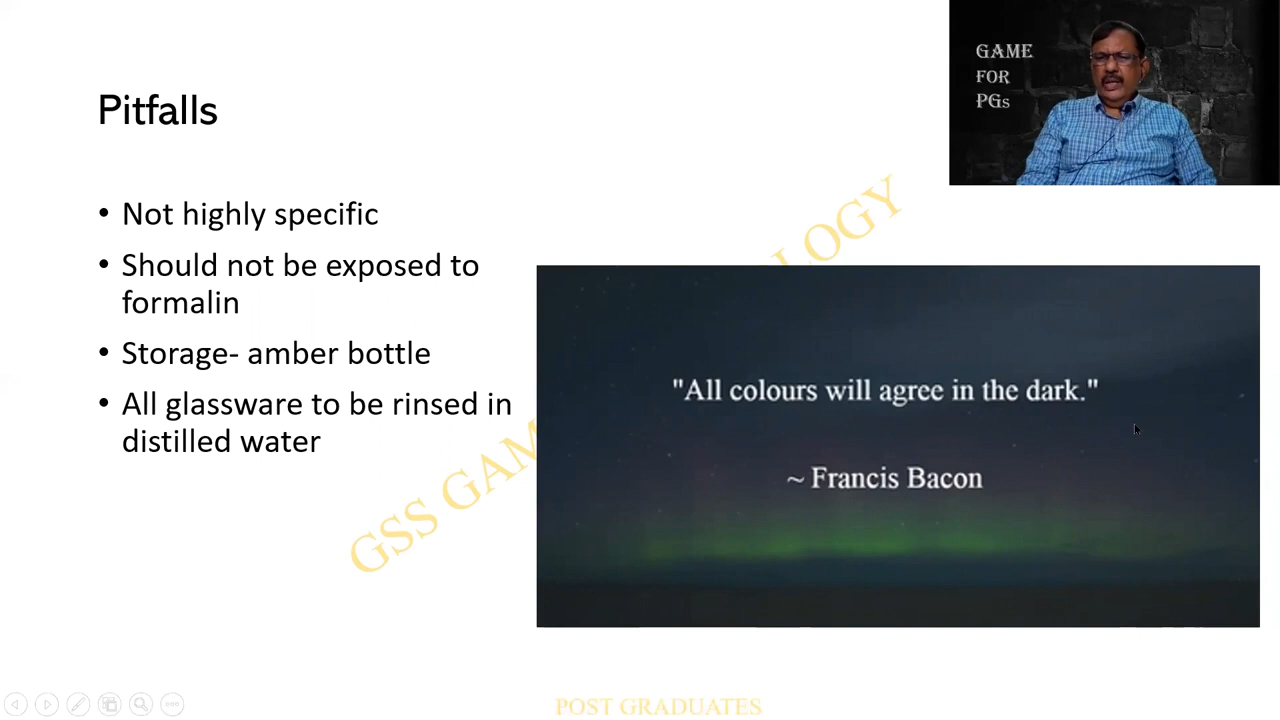 GAME
FOR
PGs
Pitfalls
• Not highly specific
• Should not be exposed to
formalin
• Storage- amber bottle
• All glassware to be rinsed in
distilled water
"All colours will agree in the dark."
~ Francis Bacon
GSS GAM
LOGY
POST GRADUATES